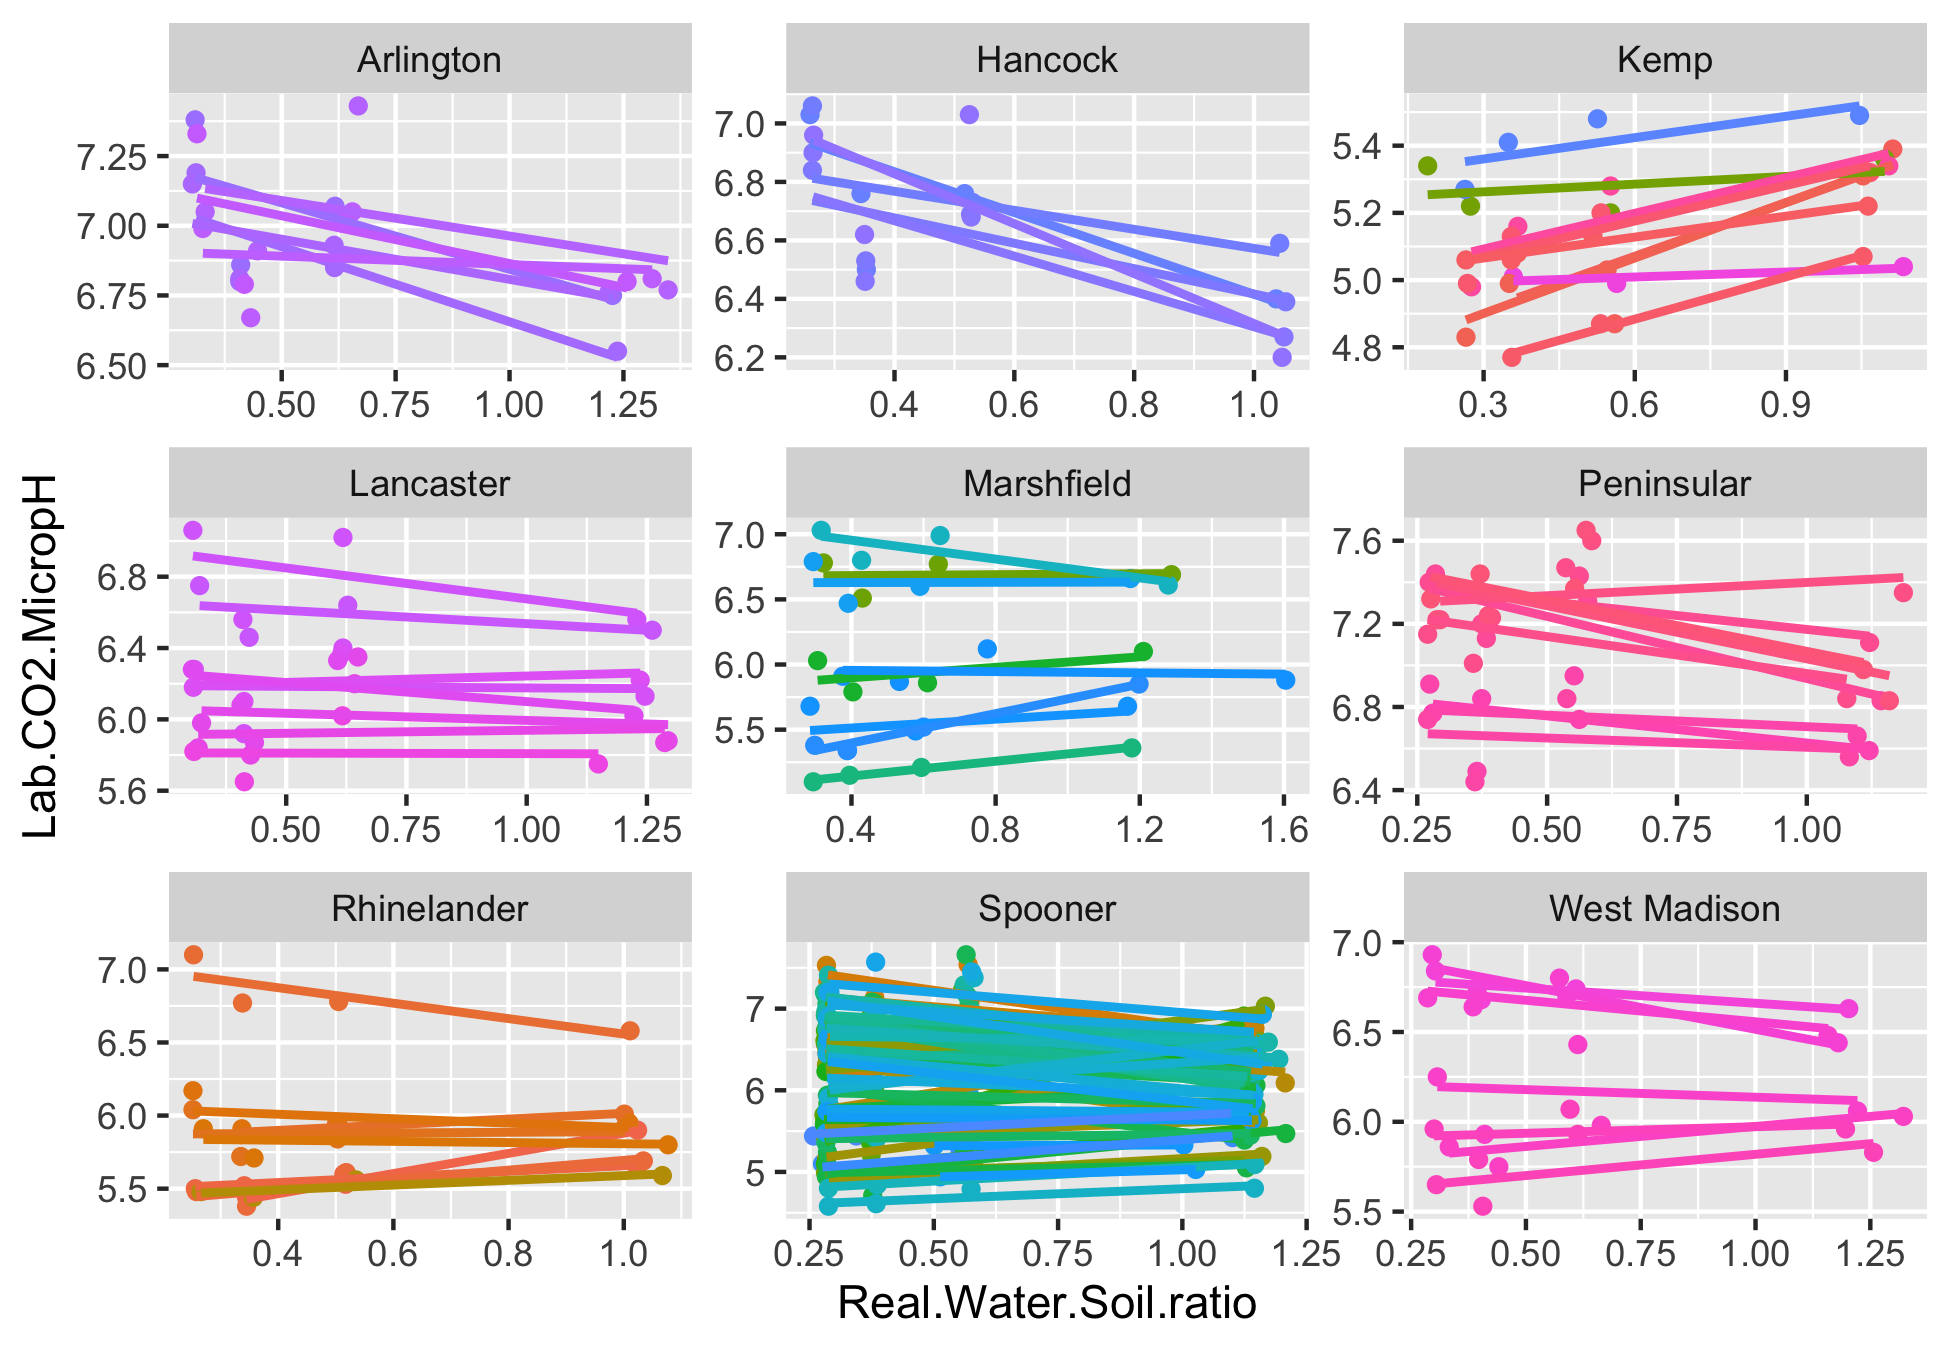 Arlington
Hancock
Kemp
7.25
7.00
6.75
6.50
0.50 0.75 1.00 1.25
7.0
6.8
6.6
6.4
6.2
0.4 0.6 0.8 1.0
5.4
5.2
5.0
4.8
0.3 0.6 0.9
Lab.CO2.MicropH
Lancaster
Marshfield
Peninsular
6.8
6.4
6.0
5.6
0.50 0.75 1.00 1.25
7.0
6.5
6.0
5.5
0.4 0.8 1.2 1.6
7.6
7.2
6.8
6.4
0.25 0.50 0.75 1.00
Rhinelander
Spooner
West Madison
7.0
6.5
6.0
5.5
0.4 0.6 0.8 1.0
7
6
5
0.25 0.50 0.75 1.00 1.25
7.0
6.5
6.0
5.5
0.25 0.50 0.75 1.00 1.25
Real.Water.Soil.ratio